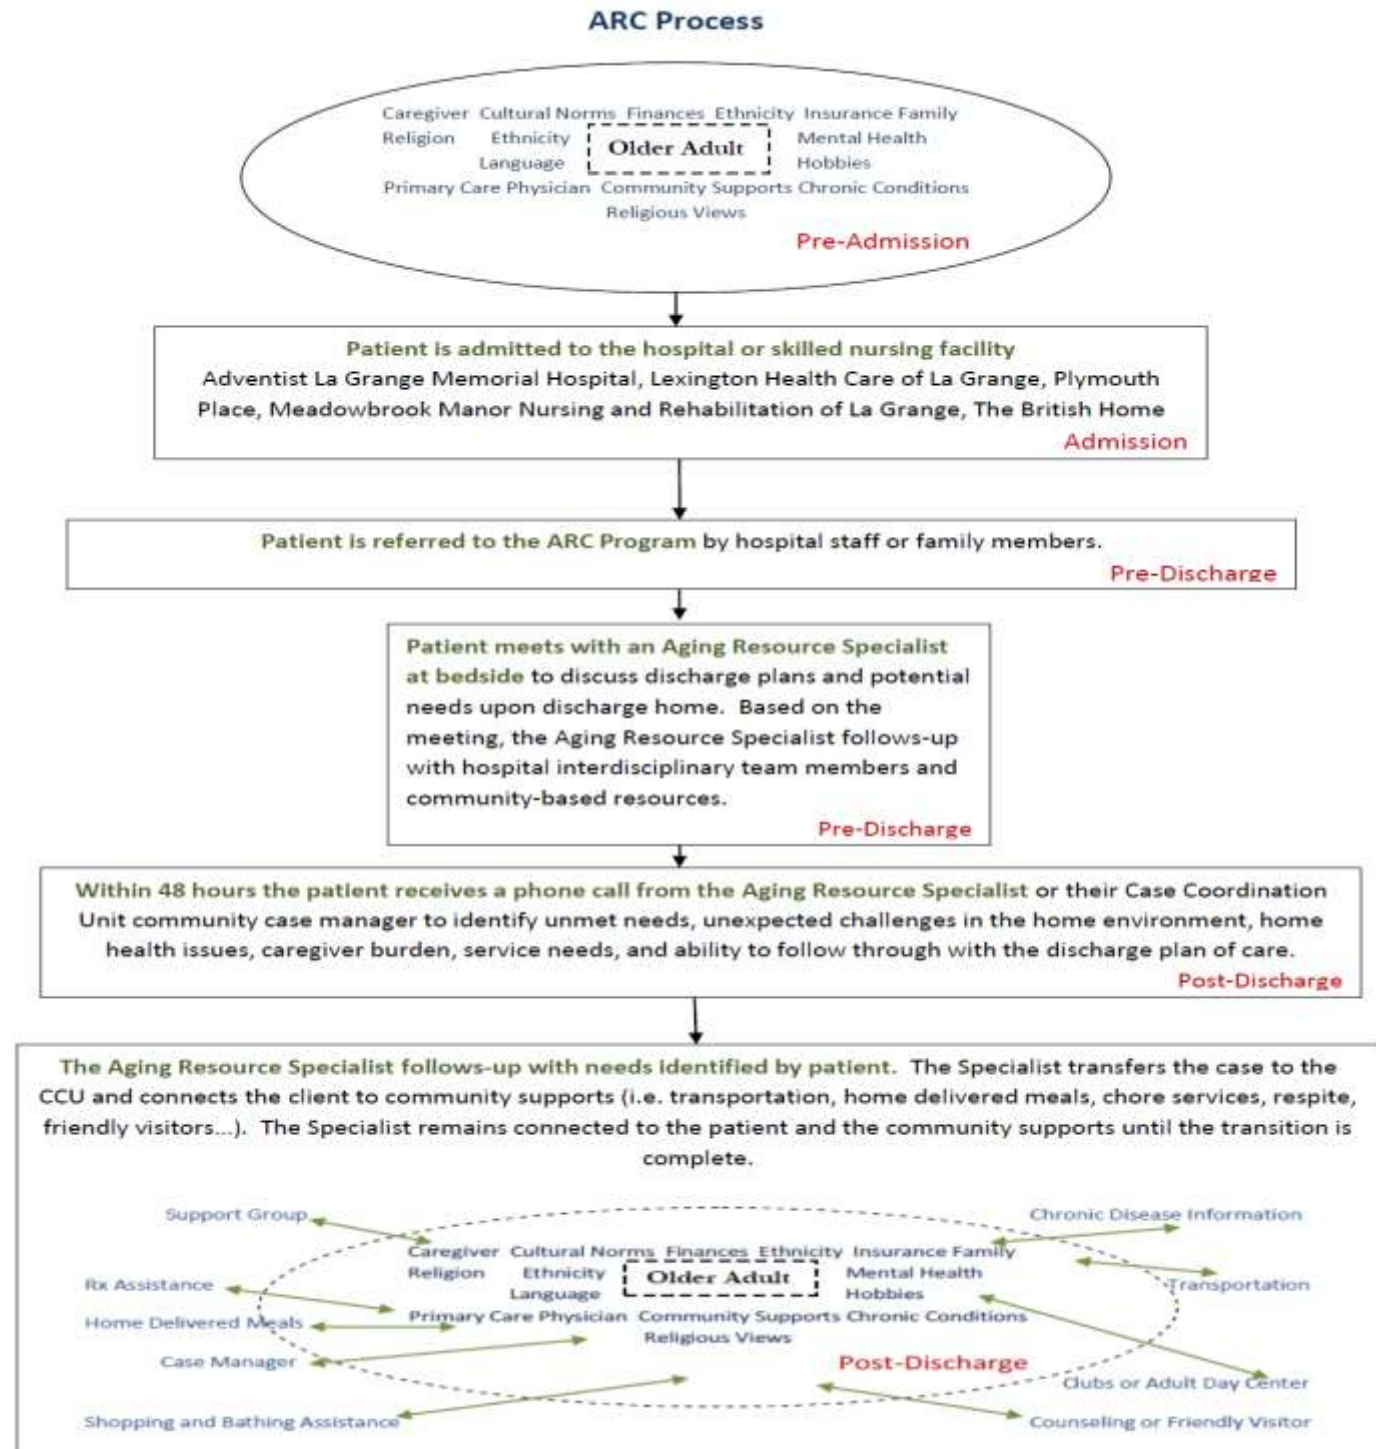 ARC Process
Caregiver Cultural Norms Finances Ethnicity Insurance Family
Religion Ethnicity Older Adult Mental Health
Language Hobbies
Primary Care Physician Community Supports Chronic Conditions
Religious Views
Pre-Admission
Patient is admitted to the hospital or skilled nursing facility
Adventist La Grange Memorial Hospital, Lexington Health Care of La Grange, Plymouth
Place, Meadowbrook Manor Nursing and Rehabilitation of La Grange, The British Home
Admission
Patient is referred to the ARC Program by hospital staff or family members.
Pre-Discharge
Patient meets with an Aging Resource Specialist
at bedside to discuss discharge plans and potential
needs upon discharge home. Based on the
meeting, the Aging Resource Specialist follows-up
with hospital interdisciplinary team members and
community-based resources.
Pre-Discharge
Within 48 hours the patient receives a phone call from the Aging Resource Specialist or their Case Coordination
Unit community case manager to identify unmet needs, unexpected challenges in the home environment, home
health issues, caregiver burden, service needs, and ability to follow through with the discharge plan of care.
Post-Discharge
The Aging Resource Specialist follows-up with needs identified by patient. The Specialist transfers the case to the
CCU and connects the client to community supports (i.e. transportation, home delivered meals, chore services, respite,
friendly visitors...). The Specialist remains connected to the patient and the community supports until the transition is
complete.
Support Group
Chronic Disease Information
Caregiver Cultural Norms Finances Ethnicity Insurance Family
Religion Ethnicity Older Adult Mental Health
Language Hobbies
Rx Assistance
Transportation
Primary Care Physician Community Supports Chronic Conditions
Home Delivered Meals
Religious Views
Case Manager
Post-Discharge
Clubs or Adult Day Center
Shopping and Bathing Assistance
Counseling or Friendly Visitor